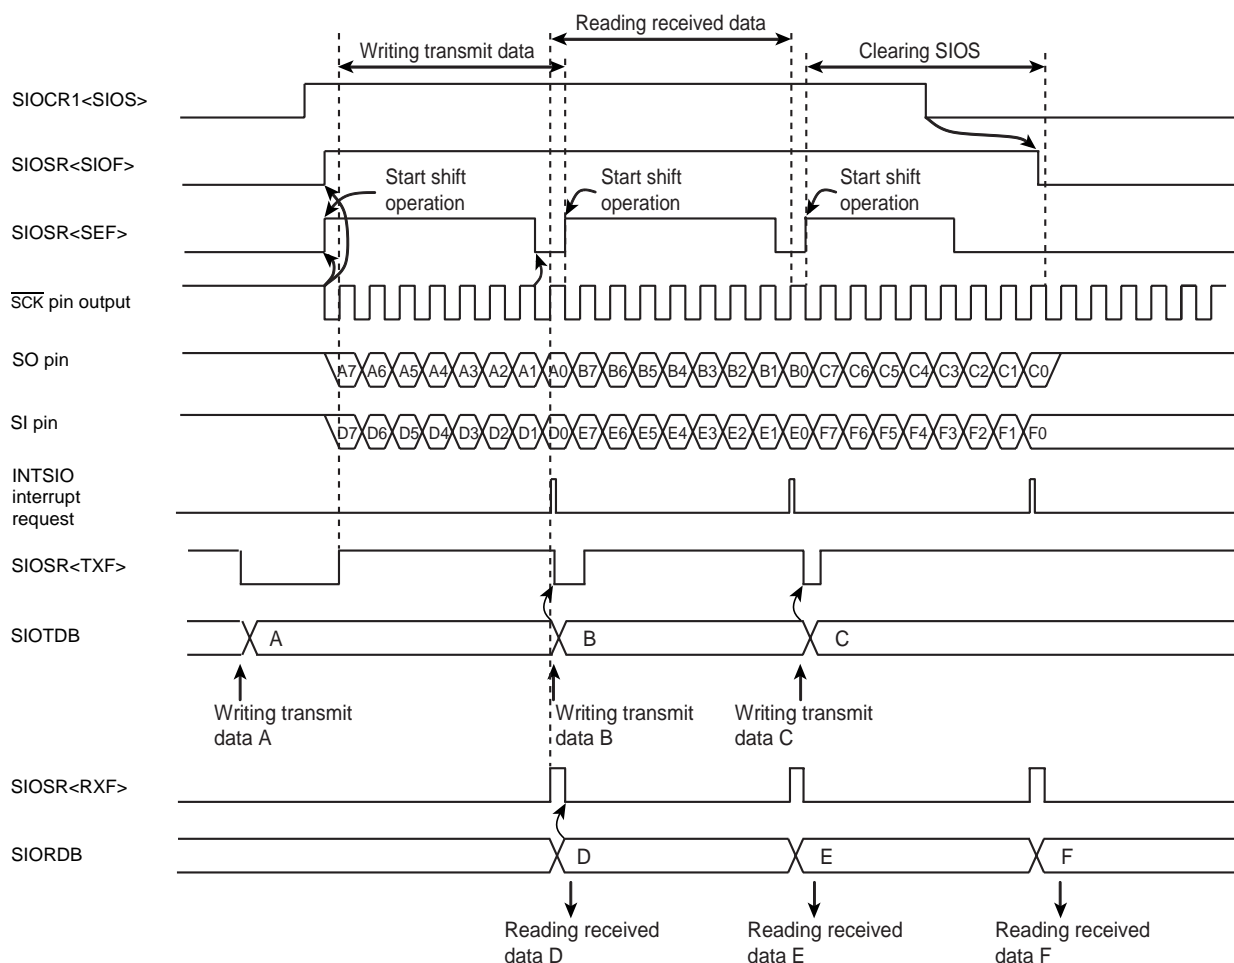 Reading received data
Writing transmit data
Clearing SIOS
SIOCR1<SIOS>
SIOSR<SIOF>
Start shift
operation
Start shift
operation
Start shift
operation
SIOSR<SEF>
SCK pin output
SO pin
A7 A6 A5 A4 A3 A2 A1 A0 B7 B6 B5 B4 B3 B2 B1 B0 C7 C6 C5 C4 C3 C2 C1 C0
SI pin
D7 D6 D5 D4 D3 D2 D1 D0 E7 E6 E5 E4 E3 E2 E1 E0 F7 F6 F5 F4 F3 F2 F1 F0
INTSIO
interrupt
request
SIOSR<TXF>
SIOTDB
A B C
Writing transmit
data A
Writing transmit
data B
Writing transmit
data C
SIOSR<RXF>
SIORDB
D E F
Reading received
data D
Reading received
data E
Reading received
data F